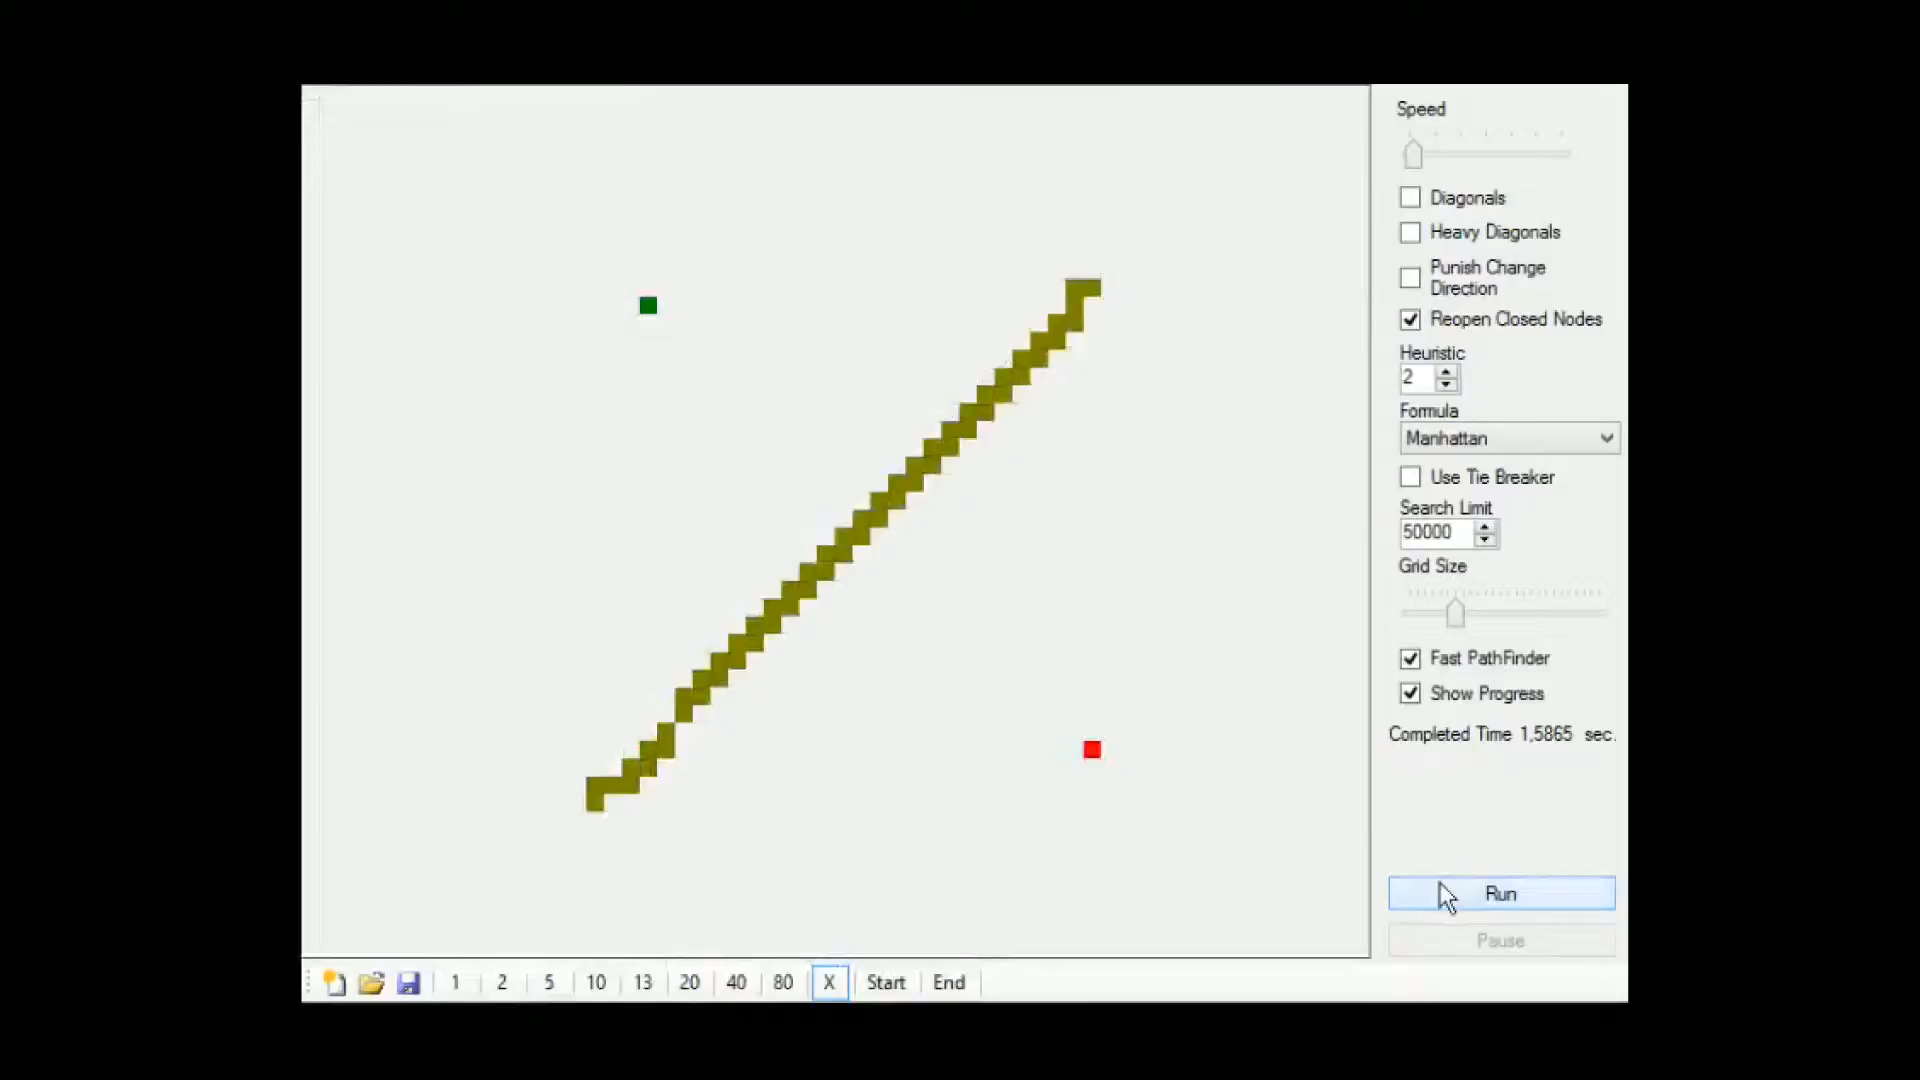 Speed
Diagonals
Heavy Diagonals
Punish Change
Direction
Reopen Closed Nodes
Heuristic
2
Formula
Manhattan
Use Tie Breaker
Search Limit
50000
Grid Size
Fast PathFinder
Show Progress
Completed Time 1,5865 sec.
Run
Pause
1 2 5 10 13 20 40 80 X Start End